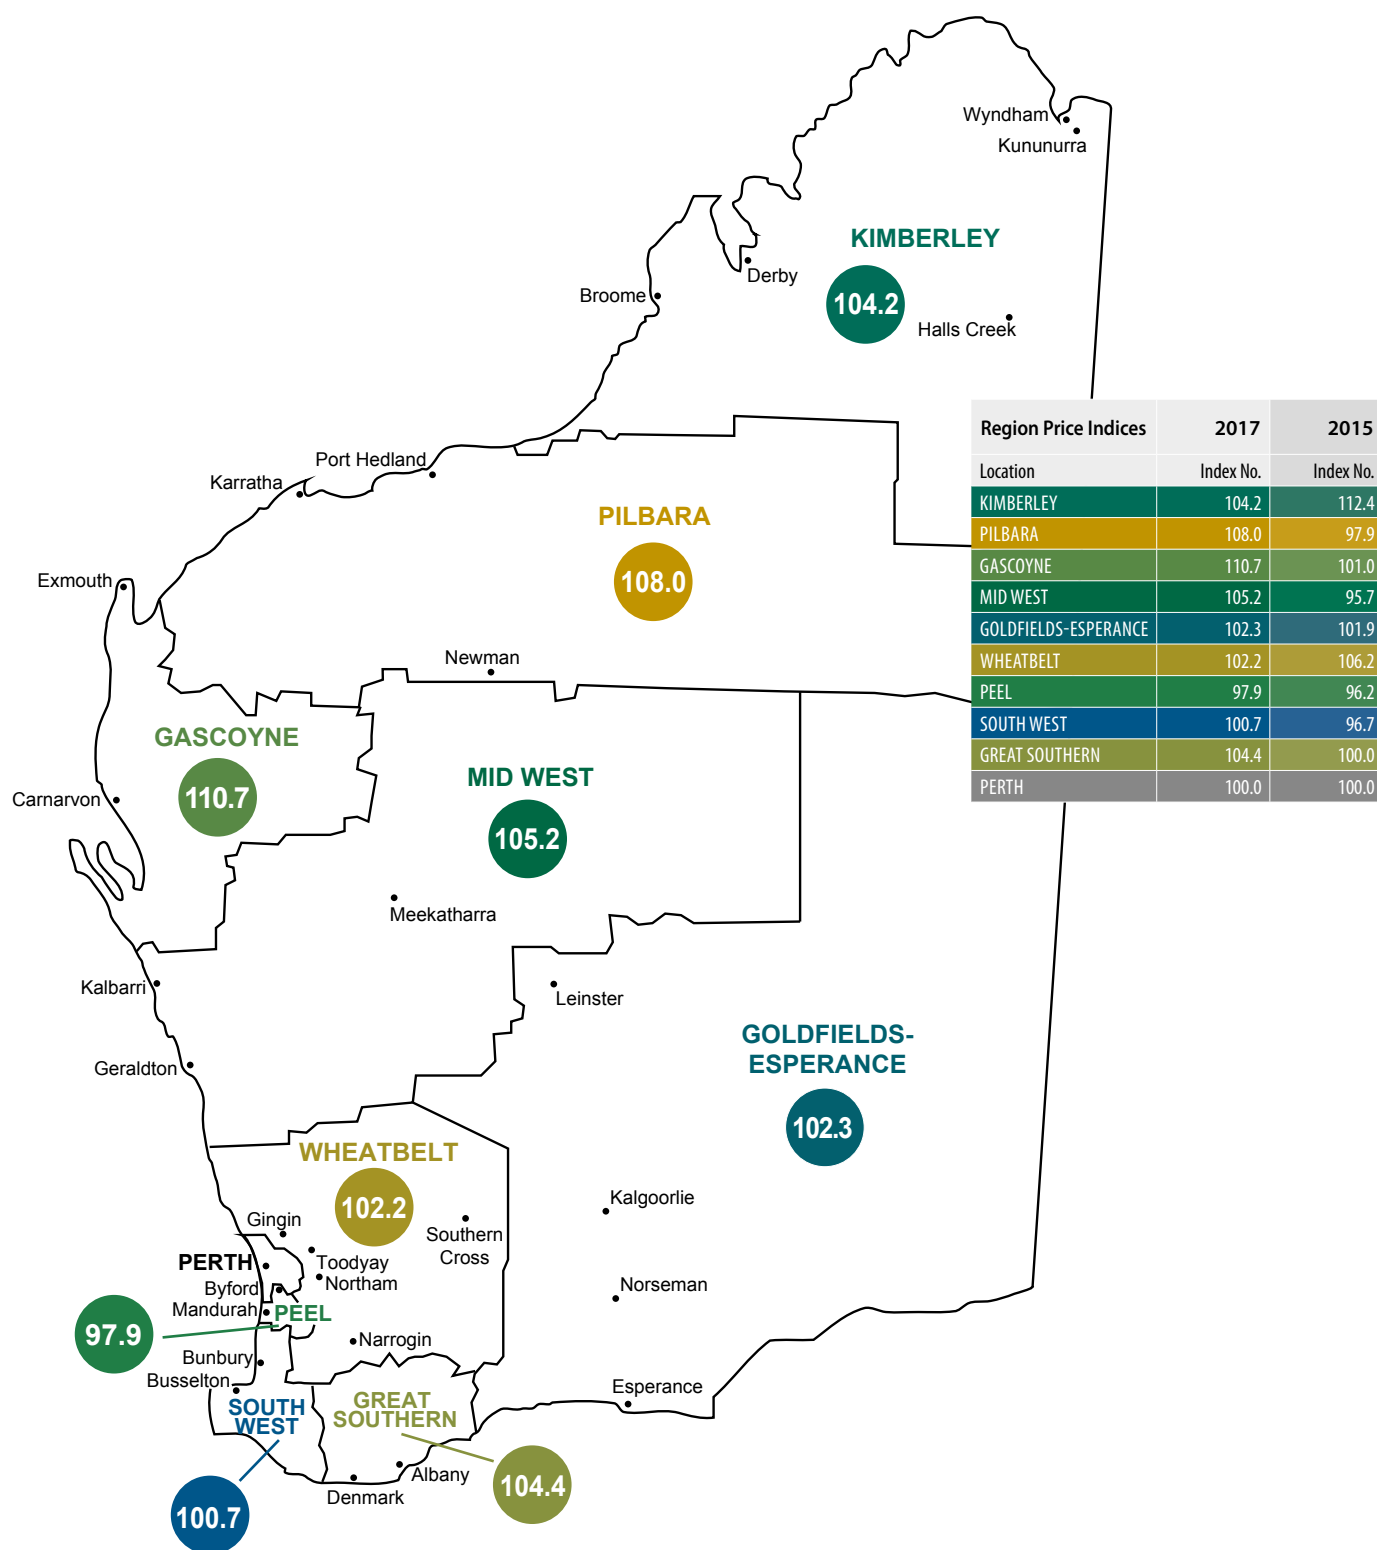 Wyndham
Kununurra
KIMBERLEY
Derby
104.2
Broome
Halls Creek
Region Price Indices 2017 2015
Location Index No. Index No.
KIMBERLEY 104.2 112.4
PILBARA 108.0 97.9
GASCOYNE 110.7 101.0
MID WEST 105.2 95.7
GOLDFIELDS-ESPERANCE 102.3 101.9
WHEATBELT 102.2 106.2
PEEL 97.9 96.2
SOUTH WEST 100.7 96.7
GREAT SOUTHERN 104.4 100.0
PERTH 100.0 100.0
Port Hedland
Karratha
PILBARA
108.0
Exmouth
Newman
GASCOYNE
110.7
MID WEST
105.2
Carnarvon
Meekatharra
Kalbarri
Leinster
GOLDFIELDS-
ESPERANCE
102.3
Geraldton
WHEATBELT
102.2
Kalgoorlie
Gingin
Southern
Cross
PERTH
Toodyay
Northam
Byford
Norseman
Mandurah
PEEL
97.9
Narrogin
Bunbury
Busselton
SOUTH
WEST
GREAT
SOUTHERN
Esperance
Albany
104.4
Denmark
100.7